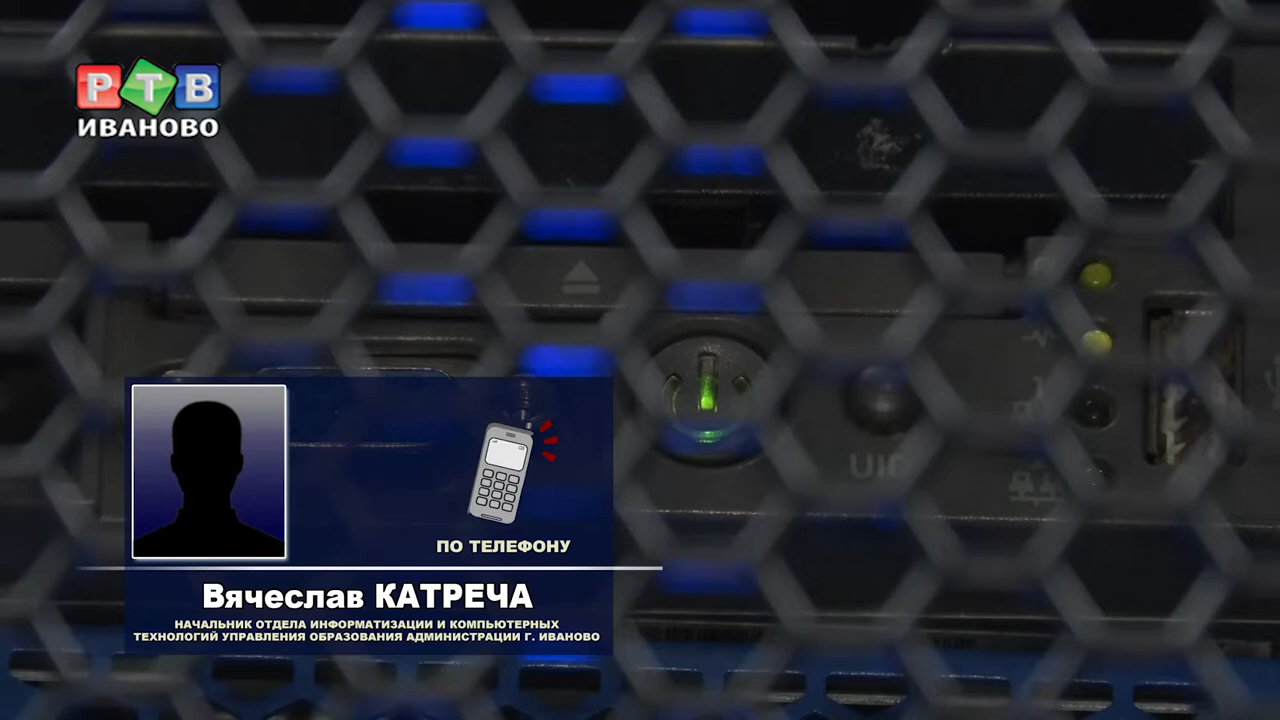 РТВ
ИВАНОВО
UID
ПО ТЕЛЕФОНУ
Вячеслав КАТРЕЧА
НАЧАЛЬНИК ОТДЕЛА ИНФОРМАТИЗАЦИИ И КОМПЬЮТЕРНЫХ
ТЕХНОЛОГИЙ УПРАВЛЕНИЯ ОБРАЗОВАНИЯ АДМИНИСТРАЦИИ Г. ИВАНОВО